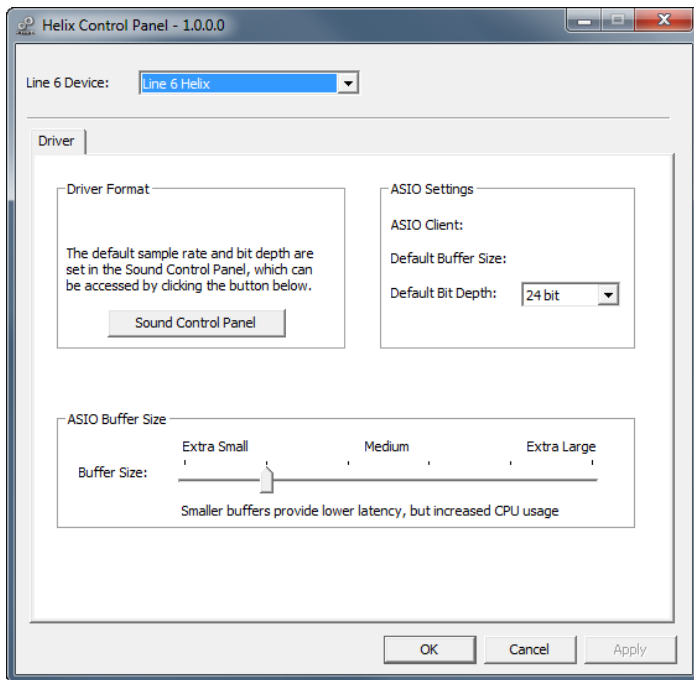 Helix Control Panel - 1.0.0.0
Line 6 Device:
Line 6 Helix
Driver
Driver Format
The default sample rate and bit depth are
set in the Sound Control Panel, which can
be accessed by clicking the button below.
Sound Control Panel
ASIO Settings
ASIO Client:
Default Buffer Size:
Default Bit Depth:
24 bit
ASIO Buffer Size
Extra Small
Medium
Extra Large
Buffer Size:
Smaller buffers provide lower latency, but increased CPU usage
OK
Cancel
Apply